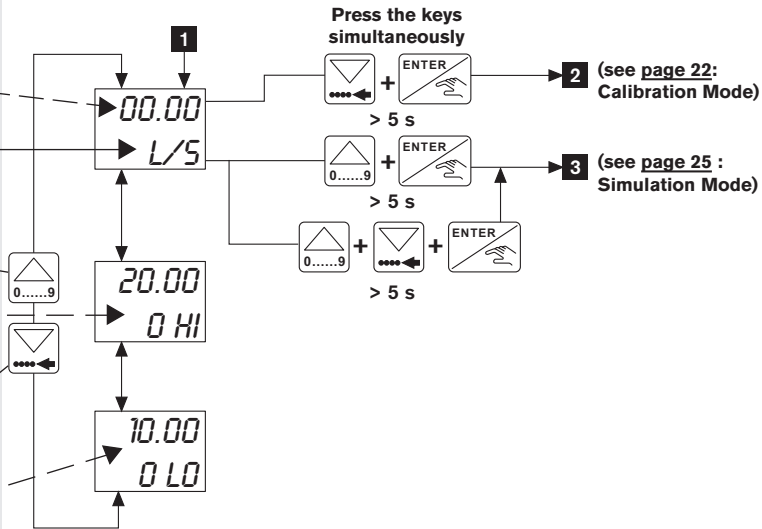 Press the keys
simultaneously
1
ENTER
+
2 (see page 22:
Calibration Mode)
> 5 s
00.00
L/S
ENTER
0......9
+
3 (see page 25 :
Simulation Mode)
> 5 s
ENTER
0......9
+ +
> 5 s
0......9
20.00
0 HI
10.00
0 LO